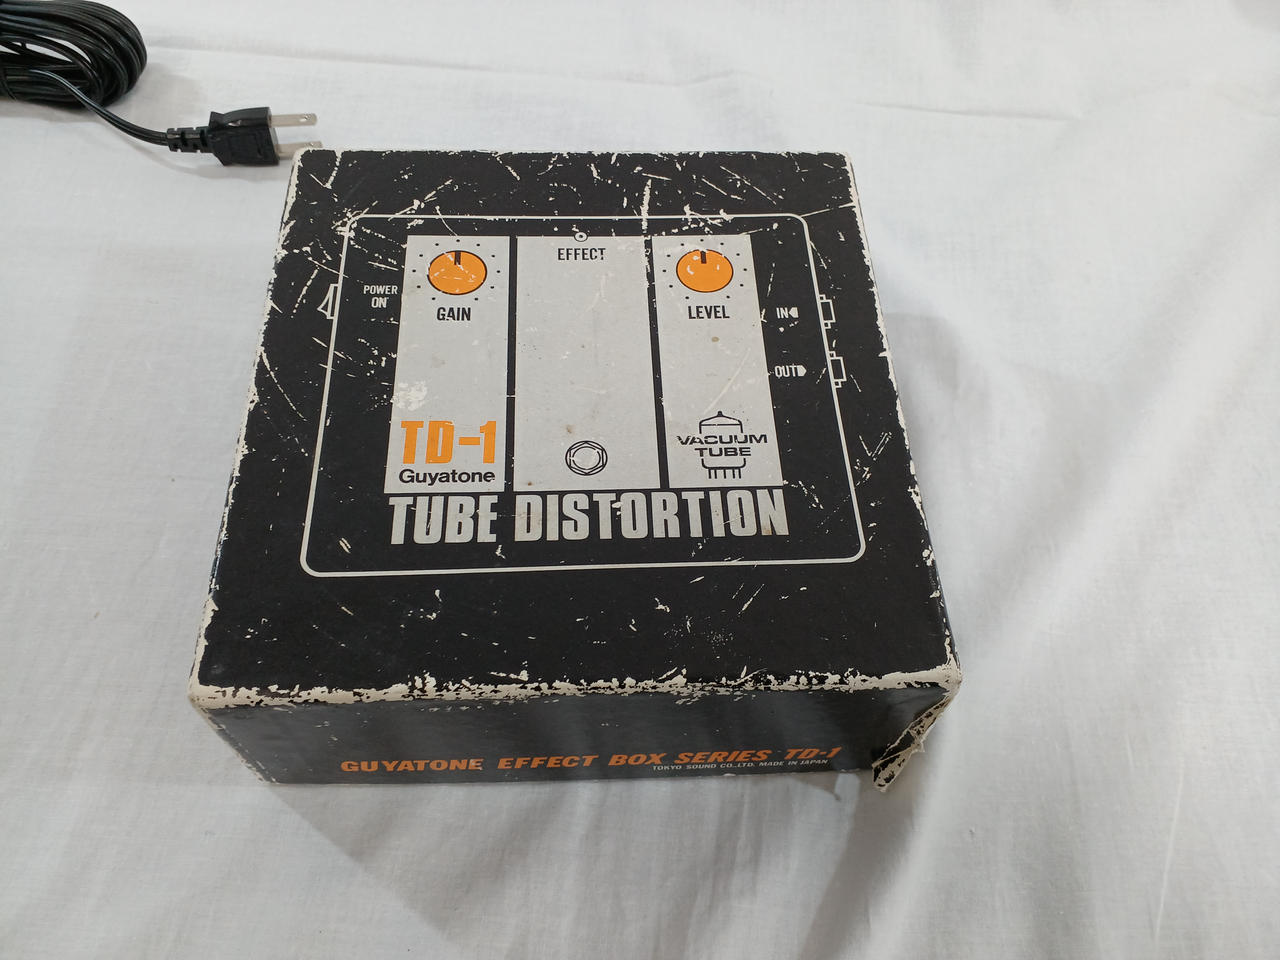 EFFECT
POWER
ON
GAIN
LEVEL
IN
OUT
TD-1
Guyatone
VACUUM
TUBE
TUBE DISTORTION
GUYATONE EFFECT BOX SERIES TD-1
TOKYO SOUND CO.,LTD. MADE IN JAPAN